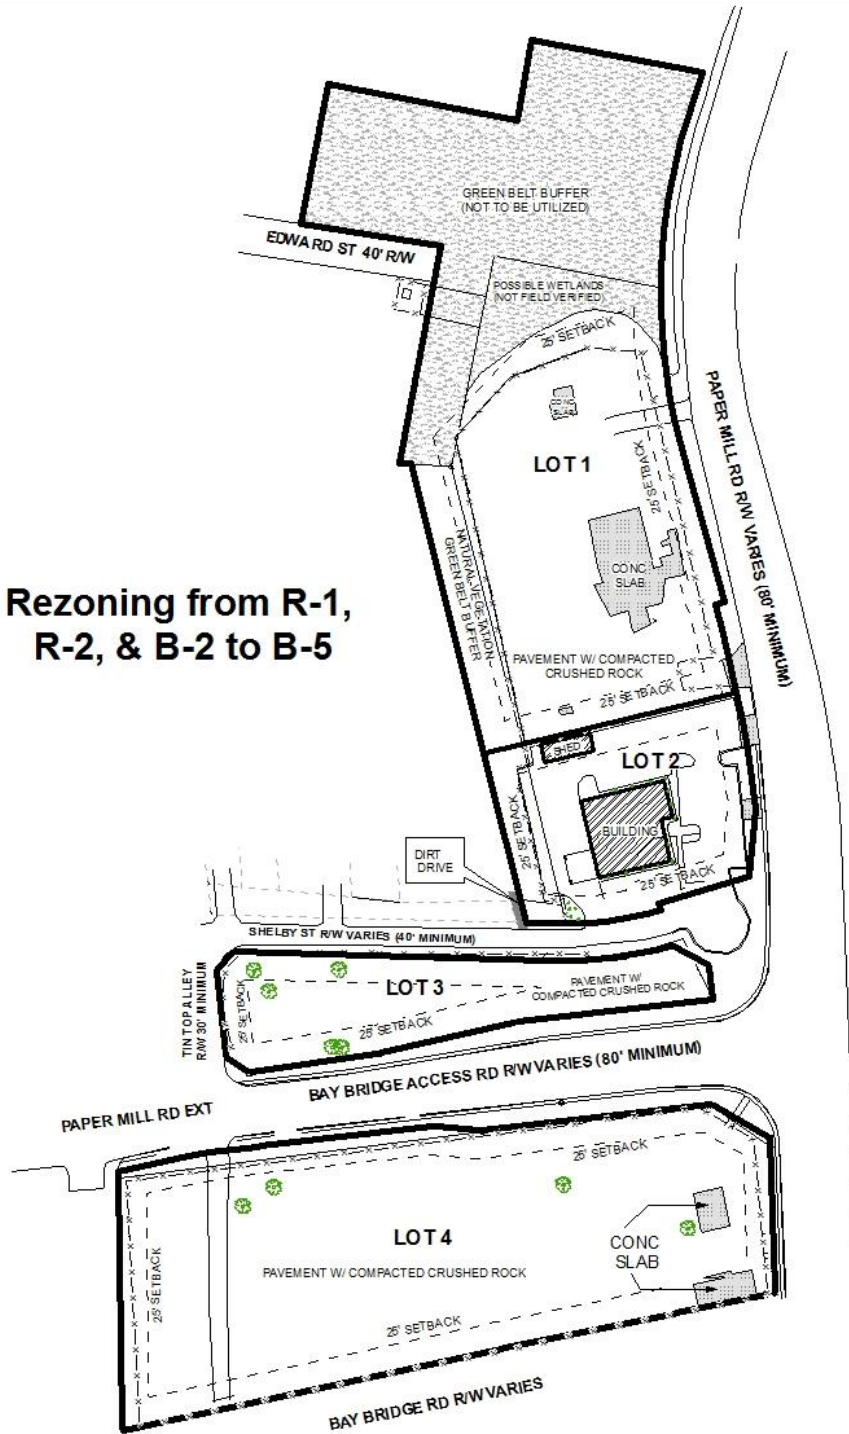 GREEN BELT BUFFER
(NOT TO BE UTILIZED)
EDWARD ST 40' R/W
POSSIBLE WETLANDS
(NOT FIELD VERIFIED)
25' SETBACK
CONC
SLAB
LOT 1
25' SETBACK
PAPER MILL RD R/W VARIES (80' MINIMUM)
NATURAL VEGETATION
GREEN BELT BUFFER
CONC
SLAB
Rezoning from R-1,
R-2, & B-2 to B-5
PAVEMENT W/ COMPACTED
CRUSHED ROCK
25' SETBACK
SHED
LOT 2
25' SETBACK
BUILDING
DIRT
DRIVE
25' SETBACK
SHELBY ST R/W VARIES (40' MINIMUM)
TIN TOP ALLEY
R/W 30' MINIMUM
25' SETBACK
LOT 3
PAVEMENT W/
COMPACTED CRUSHED ROCK
25' SETBACK
BAY BRIDGE ACCESS RD R/W VARIES (80' MINIMUM)
PAPER MILL RD EXT
25' SETBACK
LOT 4
CONC
SLAB
25' SETBACK
PAVEMENT W/ COMPACTED CRUSHED ROCK
25' SETBACK
BAY BRIDGE RD R/W VARIES